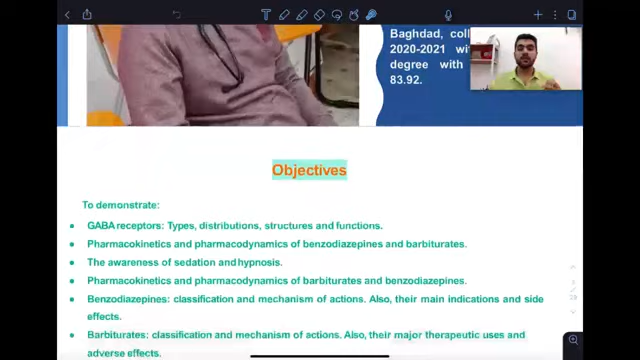 Baghdad, coll
2020-2021 wi
degree with
83.92.
Objectives
To demonstrate:
GABA receptors: Types, distributions, structures and functions.
Pharmacokinetics and pharmacodynamics of benzodiazepines and barbiturates.
The awareness of sedation and hypnosis.
Pharmacokinetics and pharmacodynamics of barbiturates and benzodiazepines.
Benzodiazepines: classification and mechanism of actions. Also, their main indications and side
effects.
Barbiturates: classification and mechanism of actions. Also, their major therapeutic uses and
adverse effects.